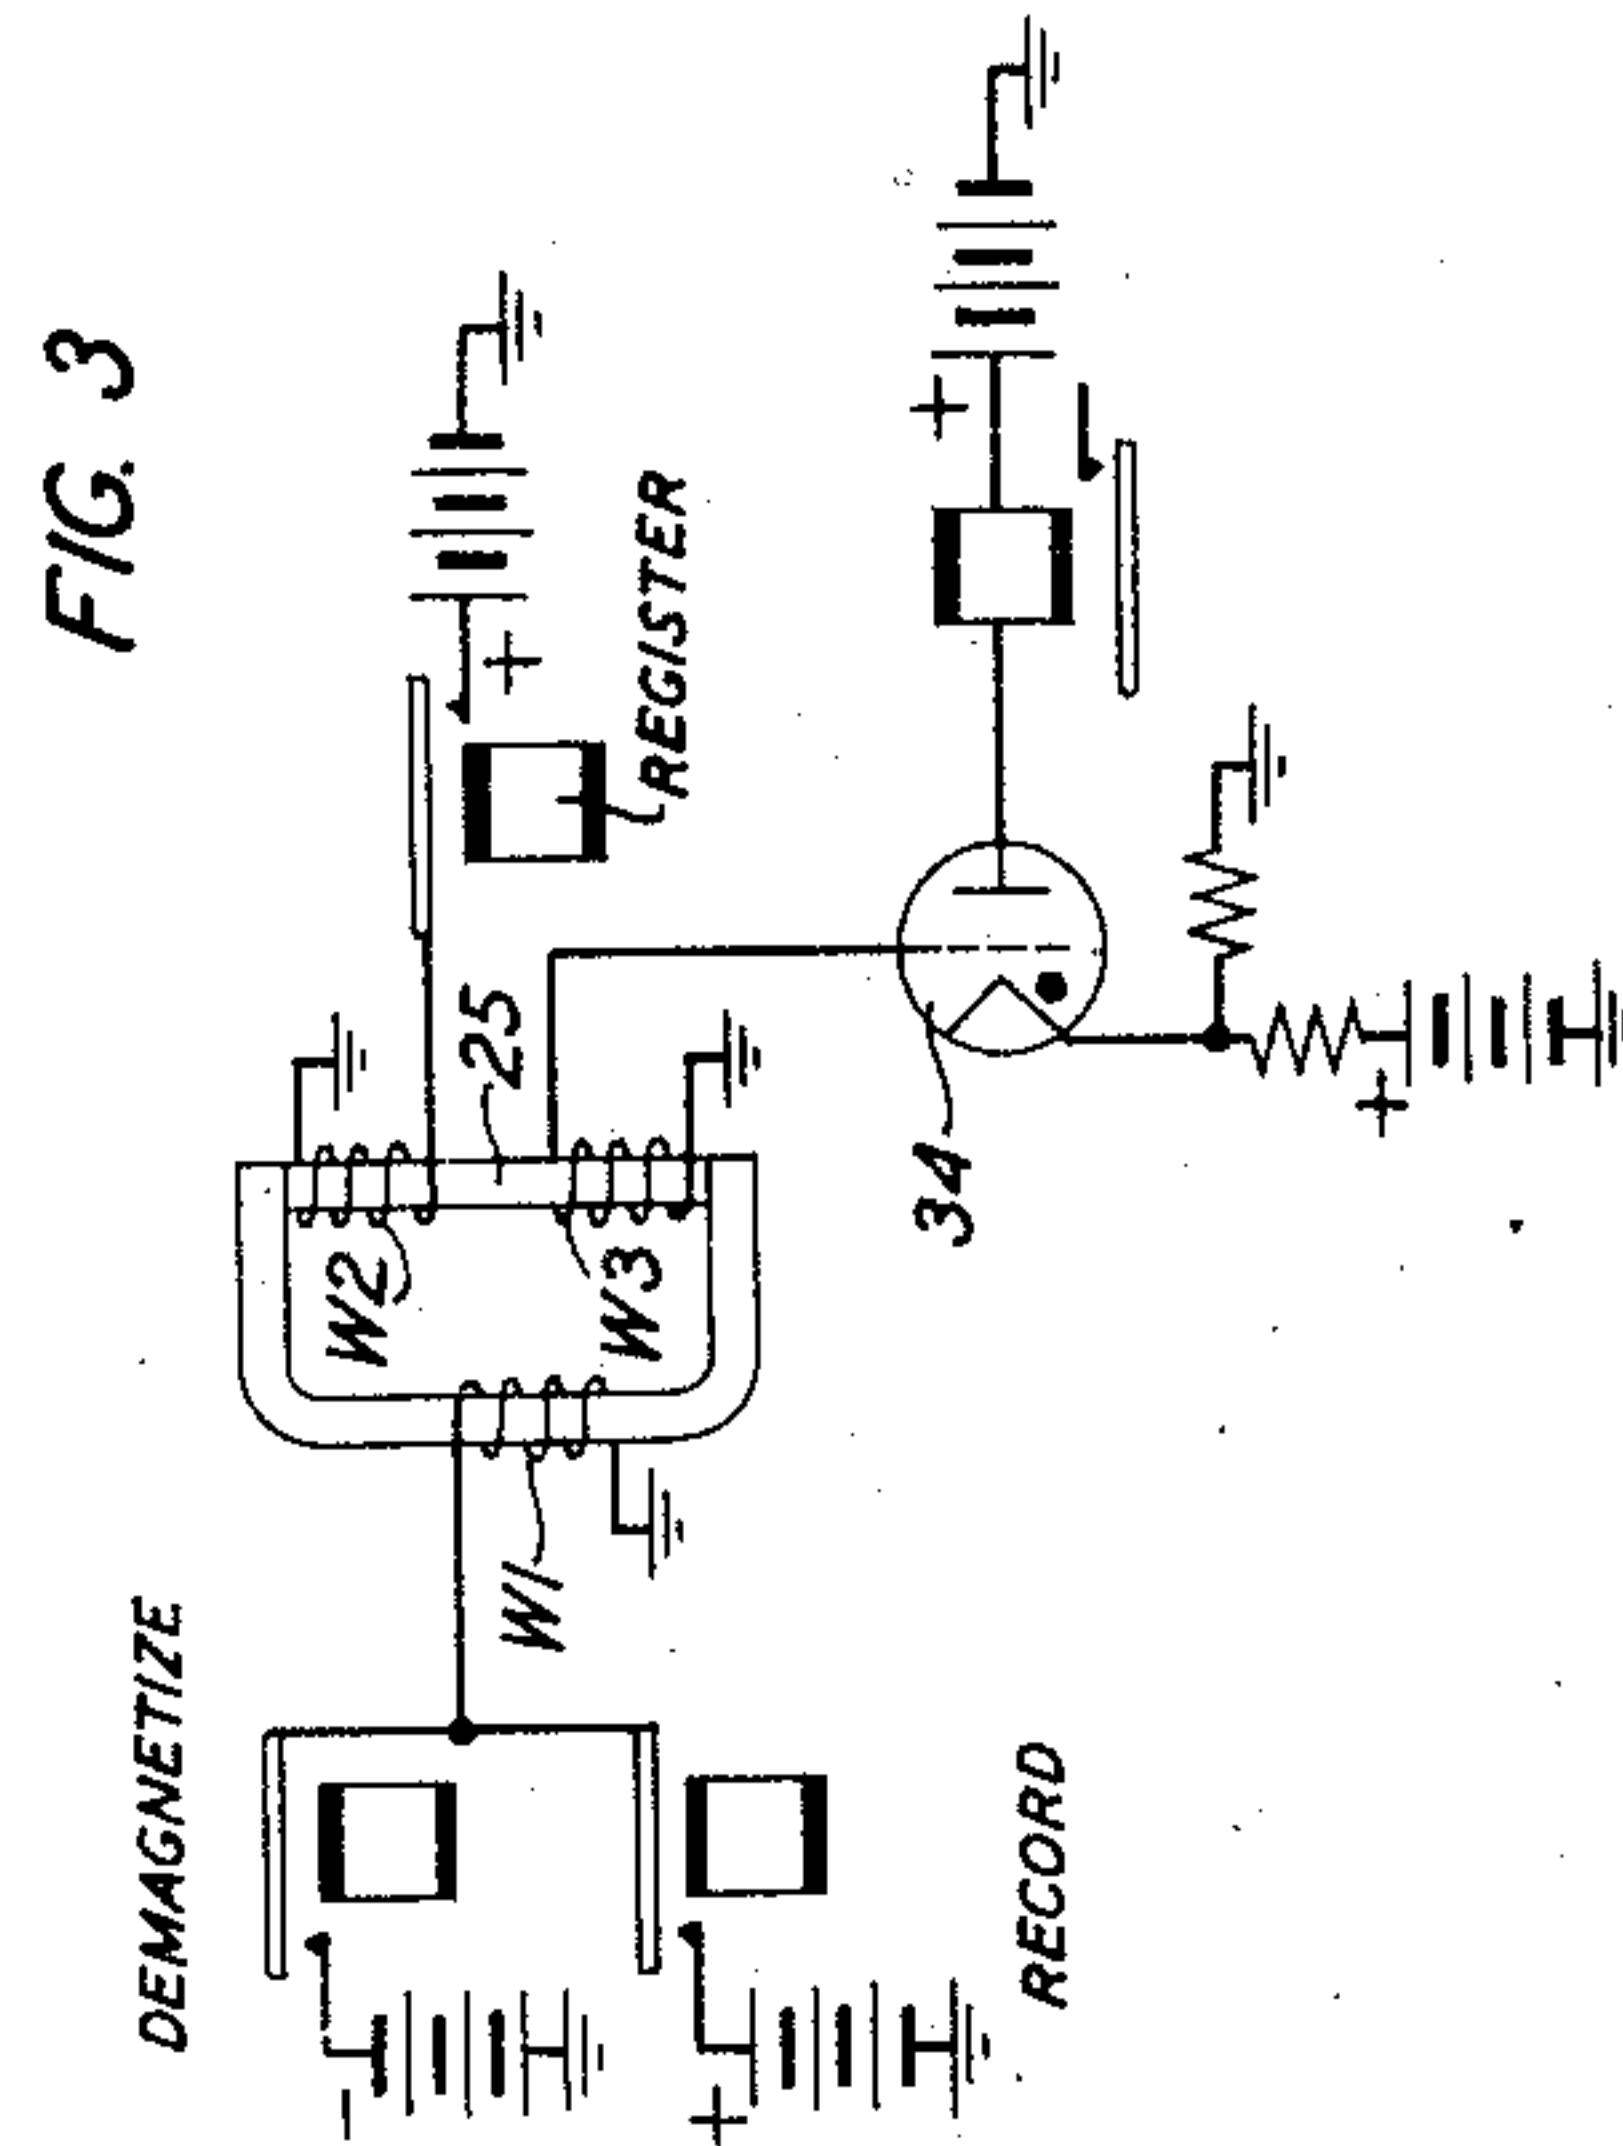 FIG. 3
DEMAGNETIZE
W1
W2
W3
25
REGISTER
+
34
+
+
RECORD
-
+